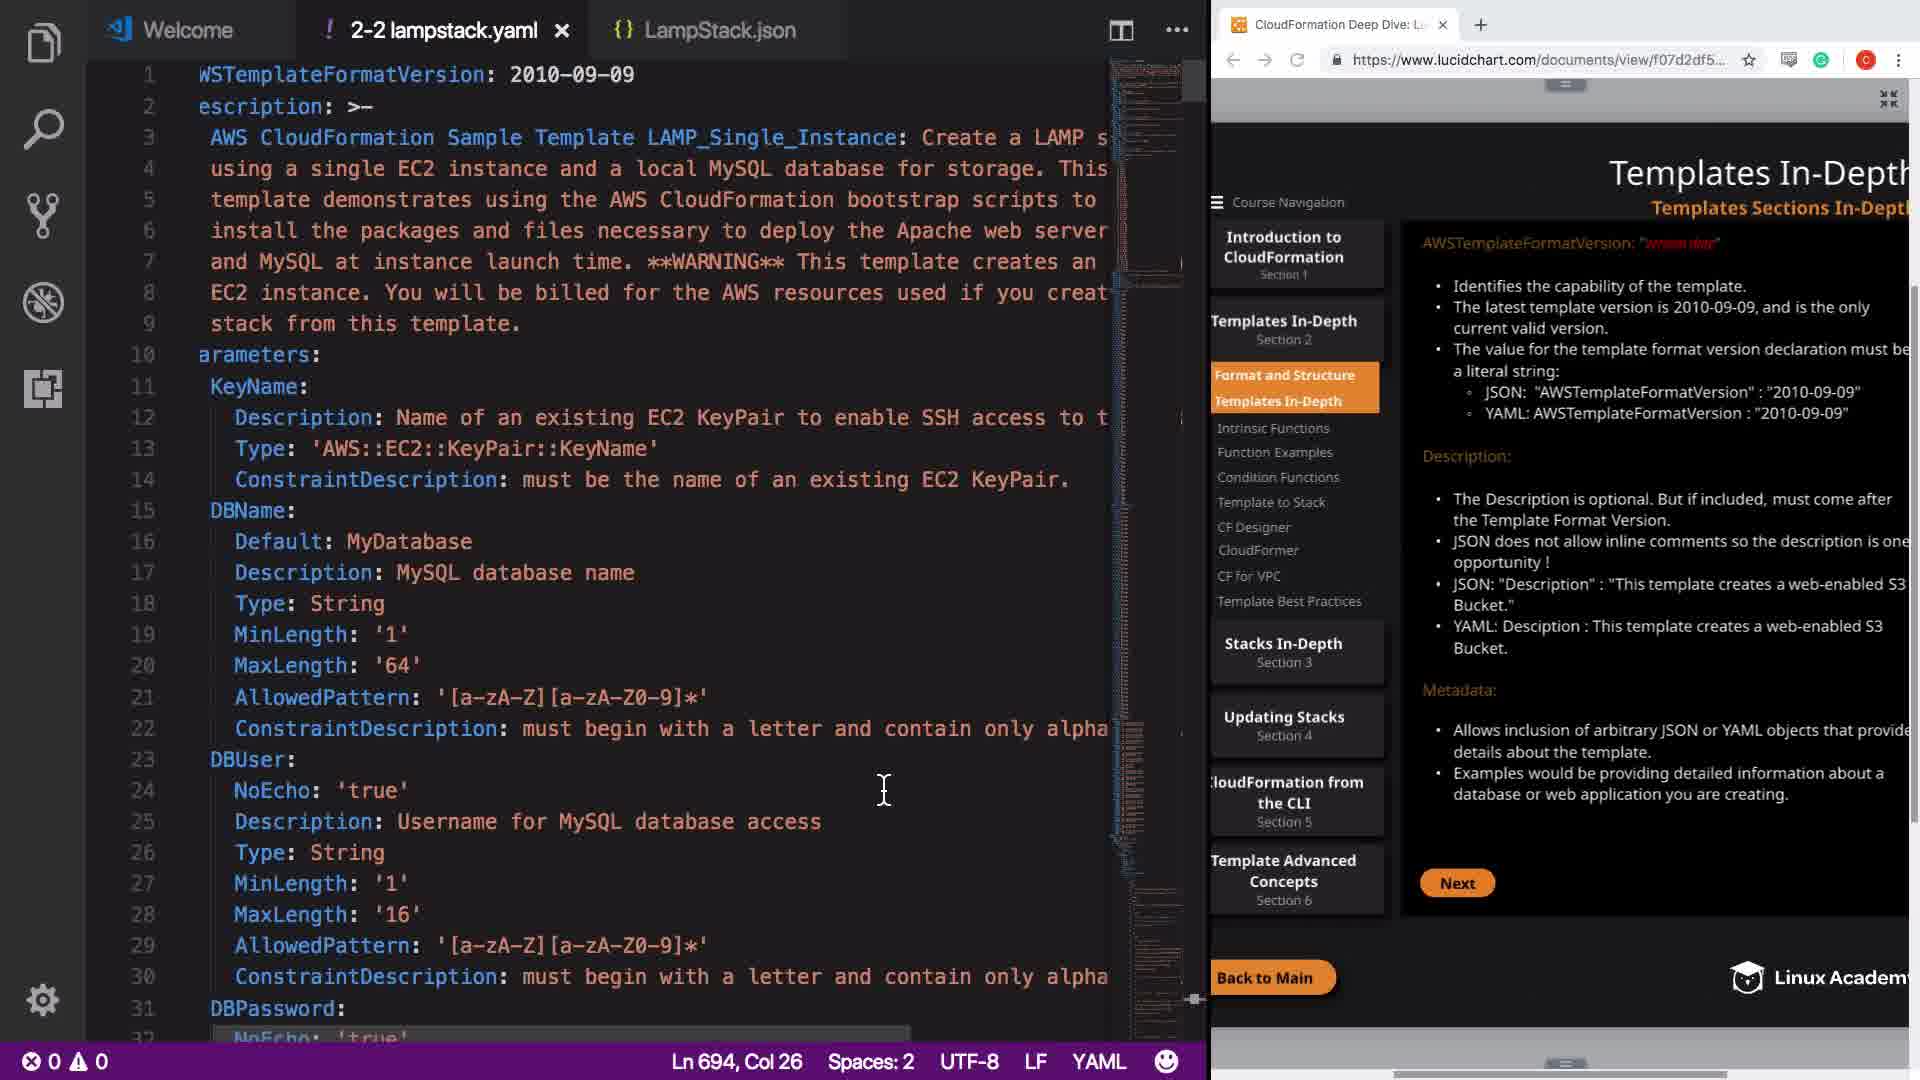 Welcome
! 2-2 lampstack.yaml
{} LampStack.json
1 WSTemplateFormatVersion: 2010-09-09
2 escription: >-
3 AWS CloudFormation Sample Template LAMP_Single_Instance: Create a LAMP s
4 using a single EC2 instance and a local MySQL database for storage. This
5 template demonstrates using the AWS CloudFormation bootstrap scripts to
6 install the packages and files necessary to deploy the Apache web server
7 and MySQL at instance launch time. **WARNING** This template creates an
8 EC2 instance. You will be billed for the AWS resources used if you creat
9 stack from this template.
10 arameters:
11 KeyName:
12 Description: Name of an existing EC2 KeyPair to enable SSH access to t
13 Type: 'AWS::EC2::KeyPair::KeyName'
14 ConstraintDescription: must be the name of an existing EC2 KeyPair.
15 DBName:
16 Default: MyDatabase
17 Description: MySQL database name
18 Type: String
19 MinLength: '1'
20 MaxLength: '64'
21 AllowedPattern: '[a-zA-Z][a-zA-Z0-9]*'
22 ConstraintDescription: must begin with a letter and contain only alpha
23 DBUser:
24 NoEcho: 'true'
25 Description: Username for MySQL database access
26 Type: String
27 MinLength: '1'
28 MaxLength: '16'
29 AllowedPattern: '[a-zA-Z][a-zA-Z0-9]*'
30 ConstraintDescription: must begin with a letter and contain only alpha
31 DBPassword:
32 NoEcho: 'true'
0 0
Ln 694, Col 26 Spaces: 2 UTF-8 LF YAML
CloudFormation Deep Dive: Lu
https://www.lucidchart.com/documents/view/f07d2df5...
C
Templates In-Depth
Templates Sections In-Depth
Course Navigation
Introduction to
CloudFormation
Section 1
Templates In-Depth
Section 2
Format and Structure
Templates In-Depth
Intrinsic Functions
Function Examples
Condition Functions
Template to Stack
CF Designer
CloudFormer
CF for VPC
Template Best Practices
Stacks In-Depth
Section 3
Updating Stacks
Section 4
CloudFormation from
the CLI
Section 5
Template Advanced
Concepts
Section 6
Back to Main
AWSTemplateFormatVersion: "version date"
• Identifies the capability of the template.
• The latest template version is 2010-09-09, and is the only
current valid version.
• The value for the template format version declaration must be
a literal string:
◦ JSON: "AWSTemplateFormatVersion" : "2010-09-09"
◦ YAML: AWSTemplateFormatVersion : "2010-09-09"
Description:
• The Description is optional. But if included, must come after
the Template Format Version.
• JSON does not allow inline comments so the description is one
opportunity !
• JSON: "Description" : "This template creates a web-enabled S3
Bucket."
• YAML: Desciption : This template creates a web-enabled S3
Bucket.
Metadata:
• Allows inclusion of arbitrary JSON or YAML objects that provide
details about the template.
• Examples would be providing detailed information about a
database or web application you are creating.
Next
Linux Academy